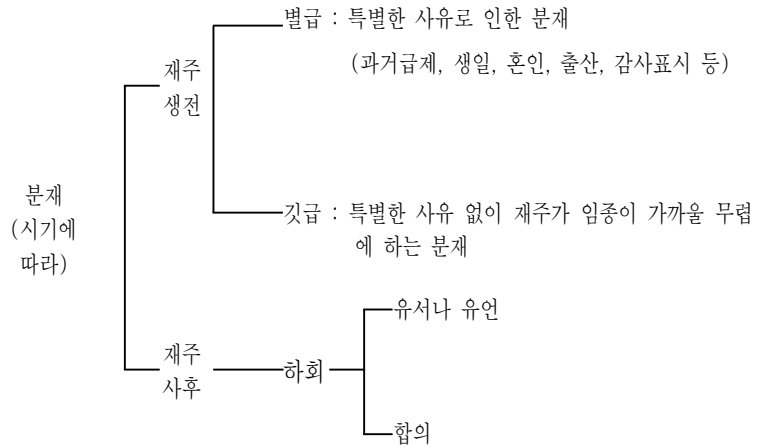 별급 : 특별한 사유로 인한 분재
(과거급제, 생일, 혼인, 출산, 감사표시 등)
재주
생전
분재
(시기에
따라)
깃급 : 특별한 사유 없이 재주가 임종이 가까울 무렵
에 하는 분재
유서나 유언
재주
사후
하회
합의